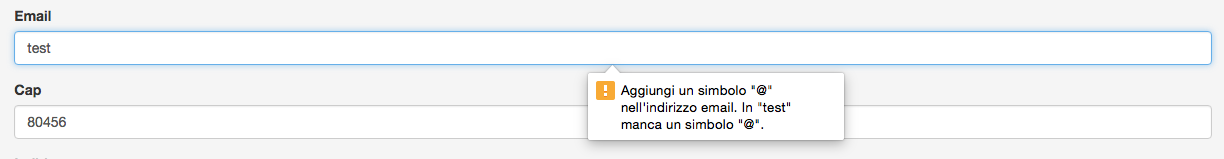 Email
test
Aggiungi un simbolo "@"
nell'indirizzo email. In "test"
manca un simbolo "@".
Cap
80456